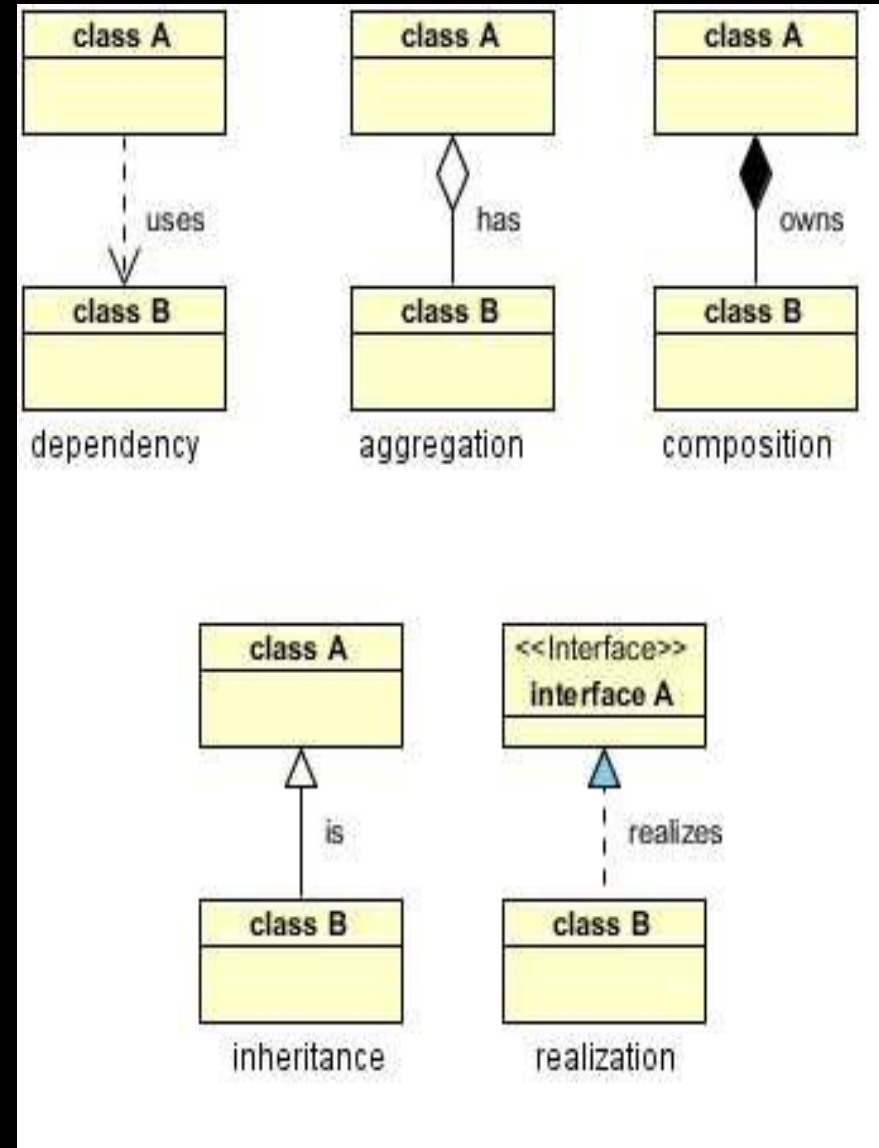 class A
class A
class A
uses
has
owns
class B
class B
class B
dependency
aggregation
composition
class A
<<Interface>>
interface A
is
realizes
class B
class B
inheritance
realization